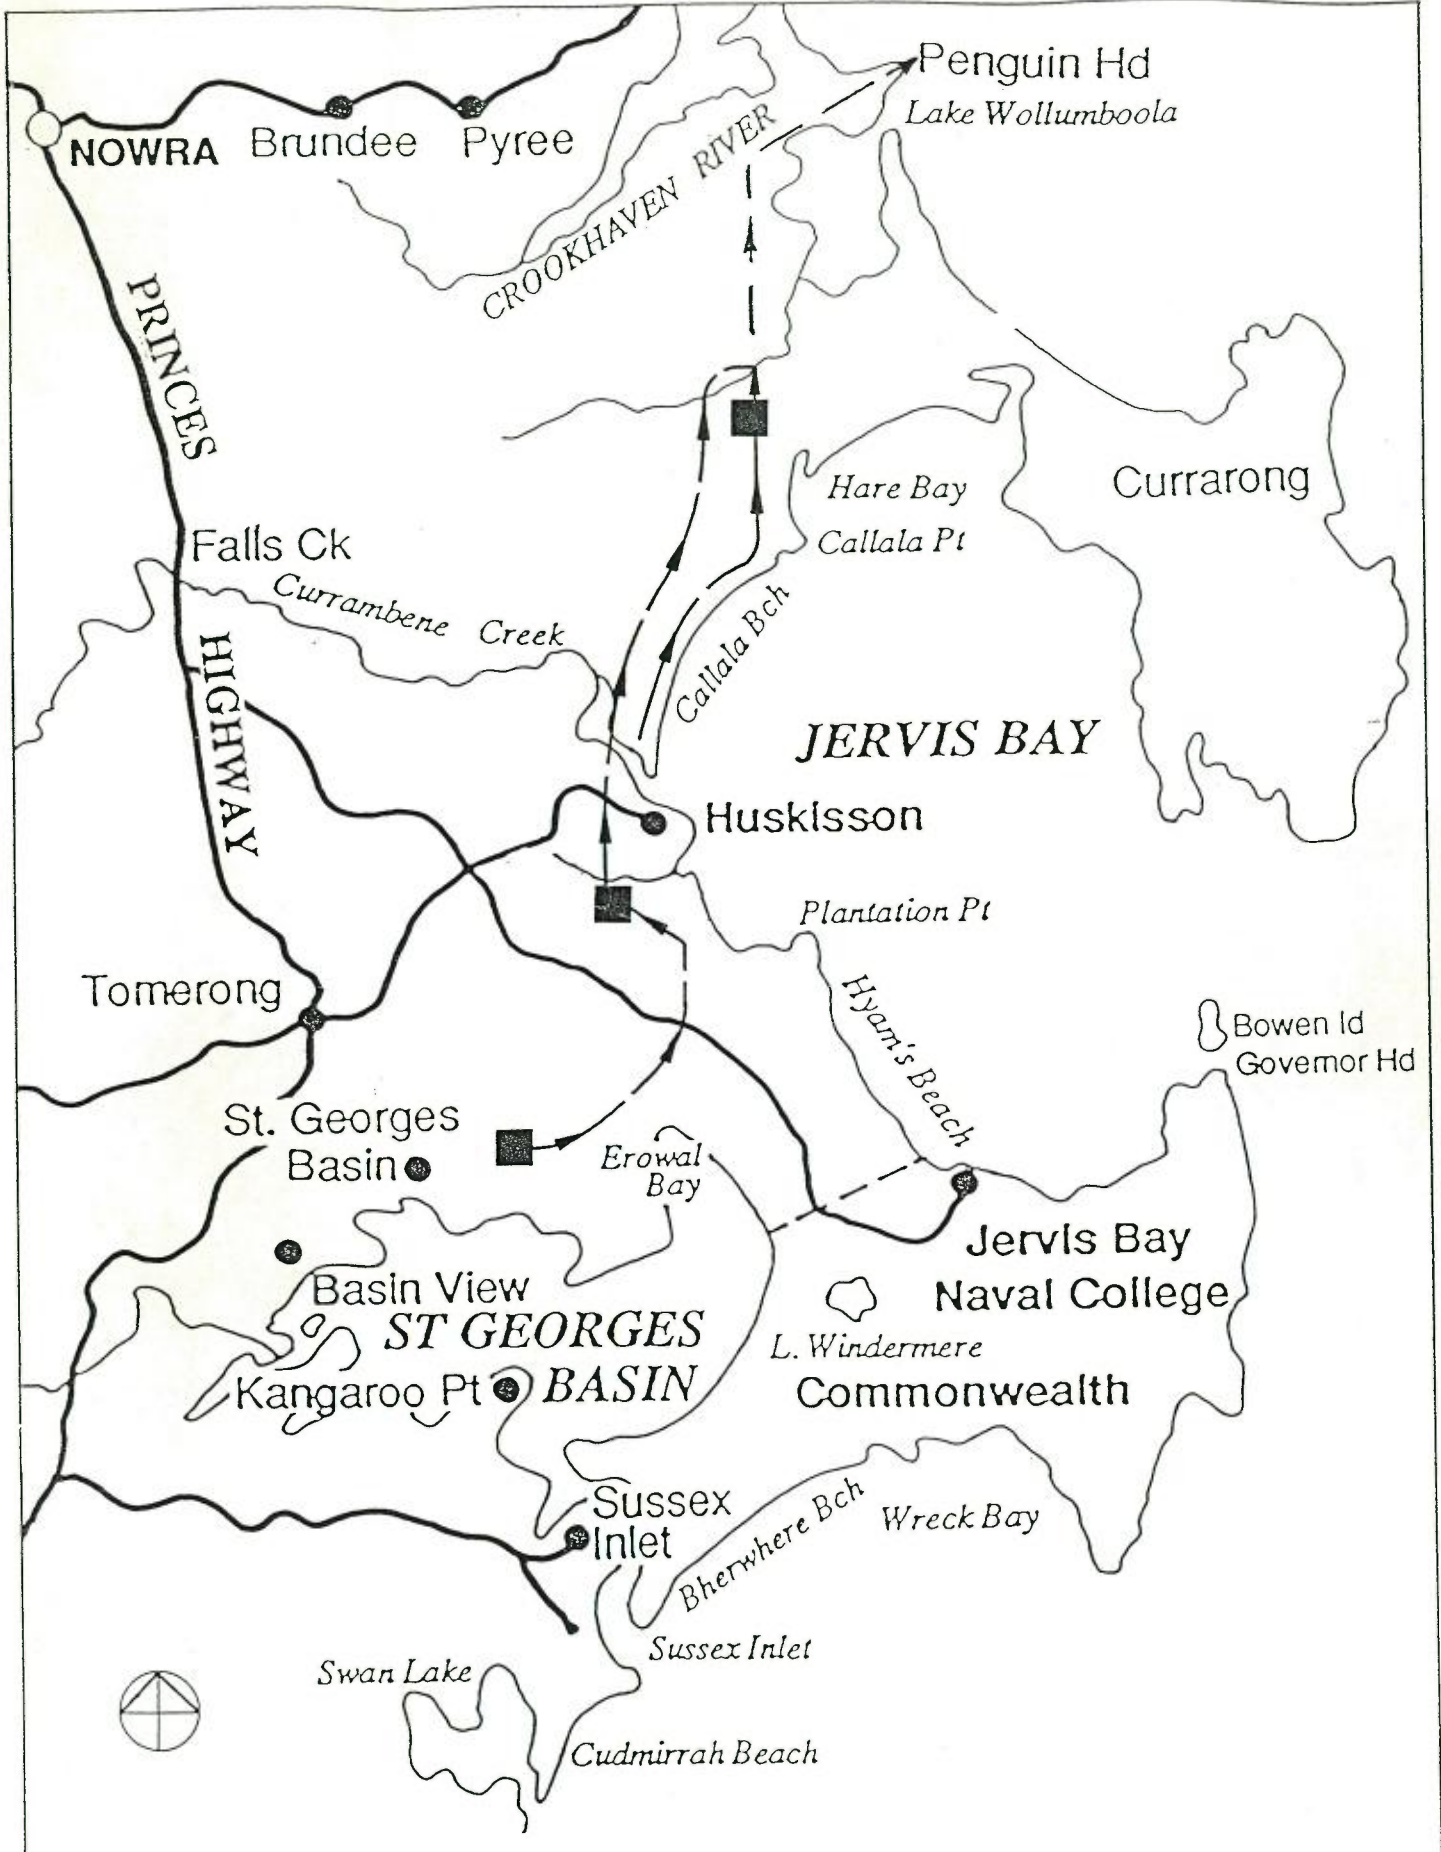 Penguin Hd
Lake Wollumboola
NOWRA
Brundee
Pyree
CROOKHAVEN RIVER
PRINCES
HIGHWAY
Hare Bay
Currarong
Callala Pt
Falls Ck
Currambene Creek
Callala Bch
JERVIS BAY
Huskisson
Plantation Pt
Tomerong
Hyam's Beach
Bowen Id
Governor Hd
St. Georges
Basin
Erowal
Bay
Jervis Bay
Naval College
Basin View
ST GEORGES
BASIN
L. Windermere
Kangaroo Pt
Commonwealth
Sussex
Inlet
Bherwhere Bch
Wreck Bay
Sussex Inlet
Swan Lake
Cudmirrah Beach